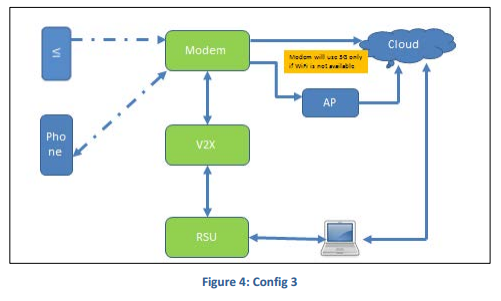 ≤
Modem
Cloud
Modem will use 5G only
if WiFi is not available
AP
Pho
ne
V2X
RSU
Figure 4: Config 3